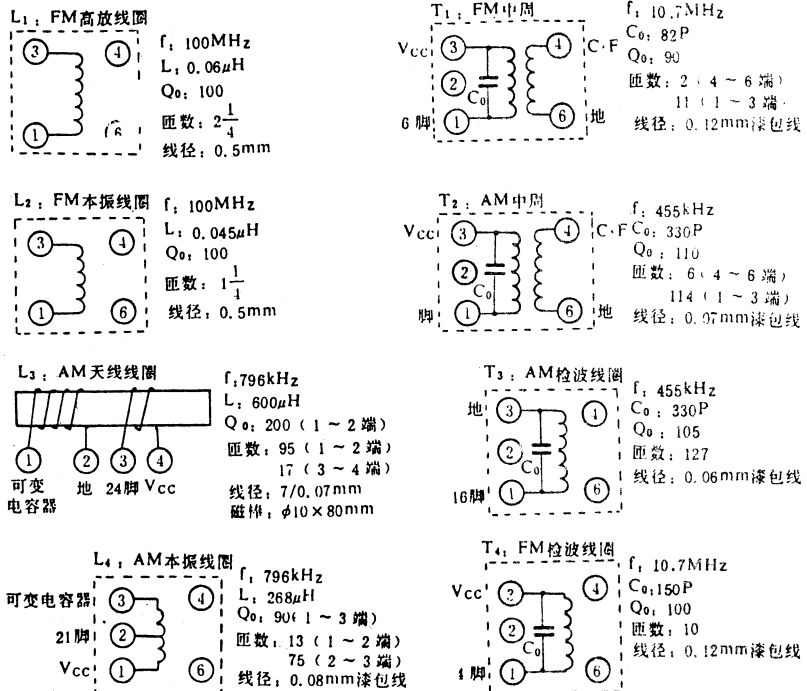 L₁：FM高放线圈
③ ④
① ⑥
f：100MHz
L：0.06μH
Q₀：100
匝数：2 1/4
线径：0.5mm
T₁：FM中周
Vcc ③ ④ C·F
② C₀
6脚 ① ⑥ 地
f：10.7MHz
C₀：82P
Q₀：90
匝数：2（4～6端）
11（1～3端
线径：0.12mm漆包线
L₂：FM本振线圈
③ ④
① ⑥
f：100MHz
L：0.045μH
Q₀：100
匝数：1 1/4
线径：0.5mm
T₂：AM中周
Vcc ③ ④ C·F
② C₀
脚 ① ⑥ 地
f：455kHz
C₀：330P
Q₀：110
匝数：6（4～6端）
114（1～3端）
线径：0.07mm漆包线
L₃：AM天线线圈
① ② ③ ④
可变 地 24脚 Vcc
电容器
f：796kHz
L：600μH
Q₀：200（1～2端）
匝数：95（1～2端）
17（3～4端）
线径：7/0.07mm
磁棒：φ10×80mm
T₃：AM检波线圈
地 ③ ④
② C₀
16脚 ① ⑥
f：455kHz
C₀：330P
Q₀：105
匝数：127
线径：0.06mm漆包线
L₄：AM本振线圈
可变电容器 ③ ④
21脚 ②
Vcc ① ⑥
f：796kHz
L：268μH
Q₀：90（1～3端）
匝数：13（1～2端）
75（2～3端）
线径：0.08mm漆包线
T₄：FM检波线圈
Vcc ③ ④
② C₀
① ⑥
f：10.7MHz
C₀：150P
Q₀：100
匝数：10
线径：0.12mm漆包线